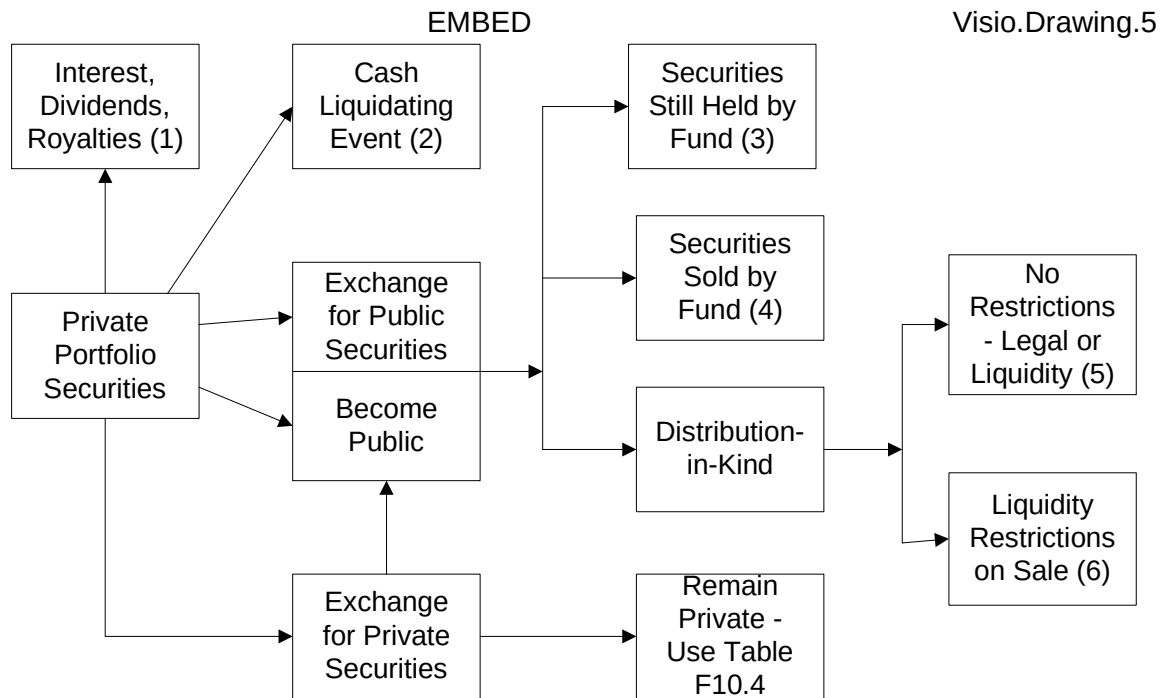 EMBED Visio.Drawing.5
Interest,
Dividends,
Royalties (1)
Cash
Liquidating
Event (2)
Securities
Still Held by
Fund (3)
Securities
Sold by
Fund (4)
No
Restrictions
- Legal or
Liquidity (5)
Private
Portfolio
Securities
Exchange
for Public
Securities
Become
Public
Distribution-
in-Kind
Liquidity
Restrictions
on Sale (6)
Exchange
for Private
Securities
Remain
Private -
Use Table
F10.4